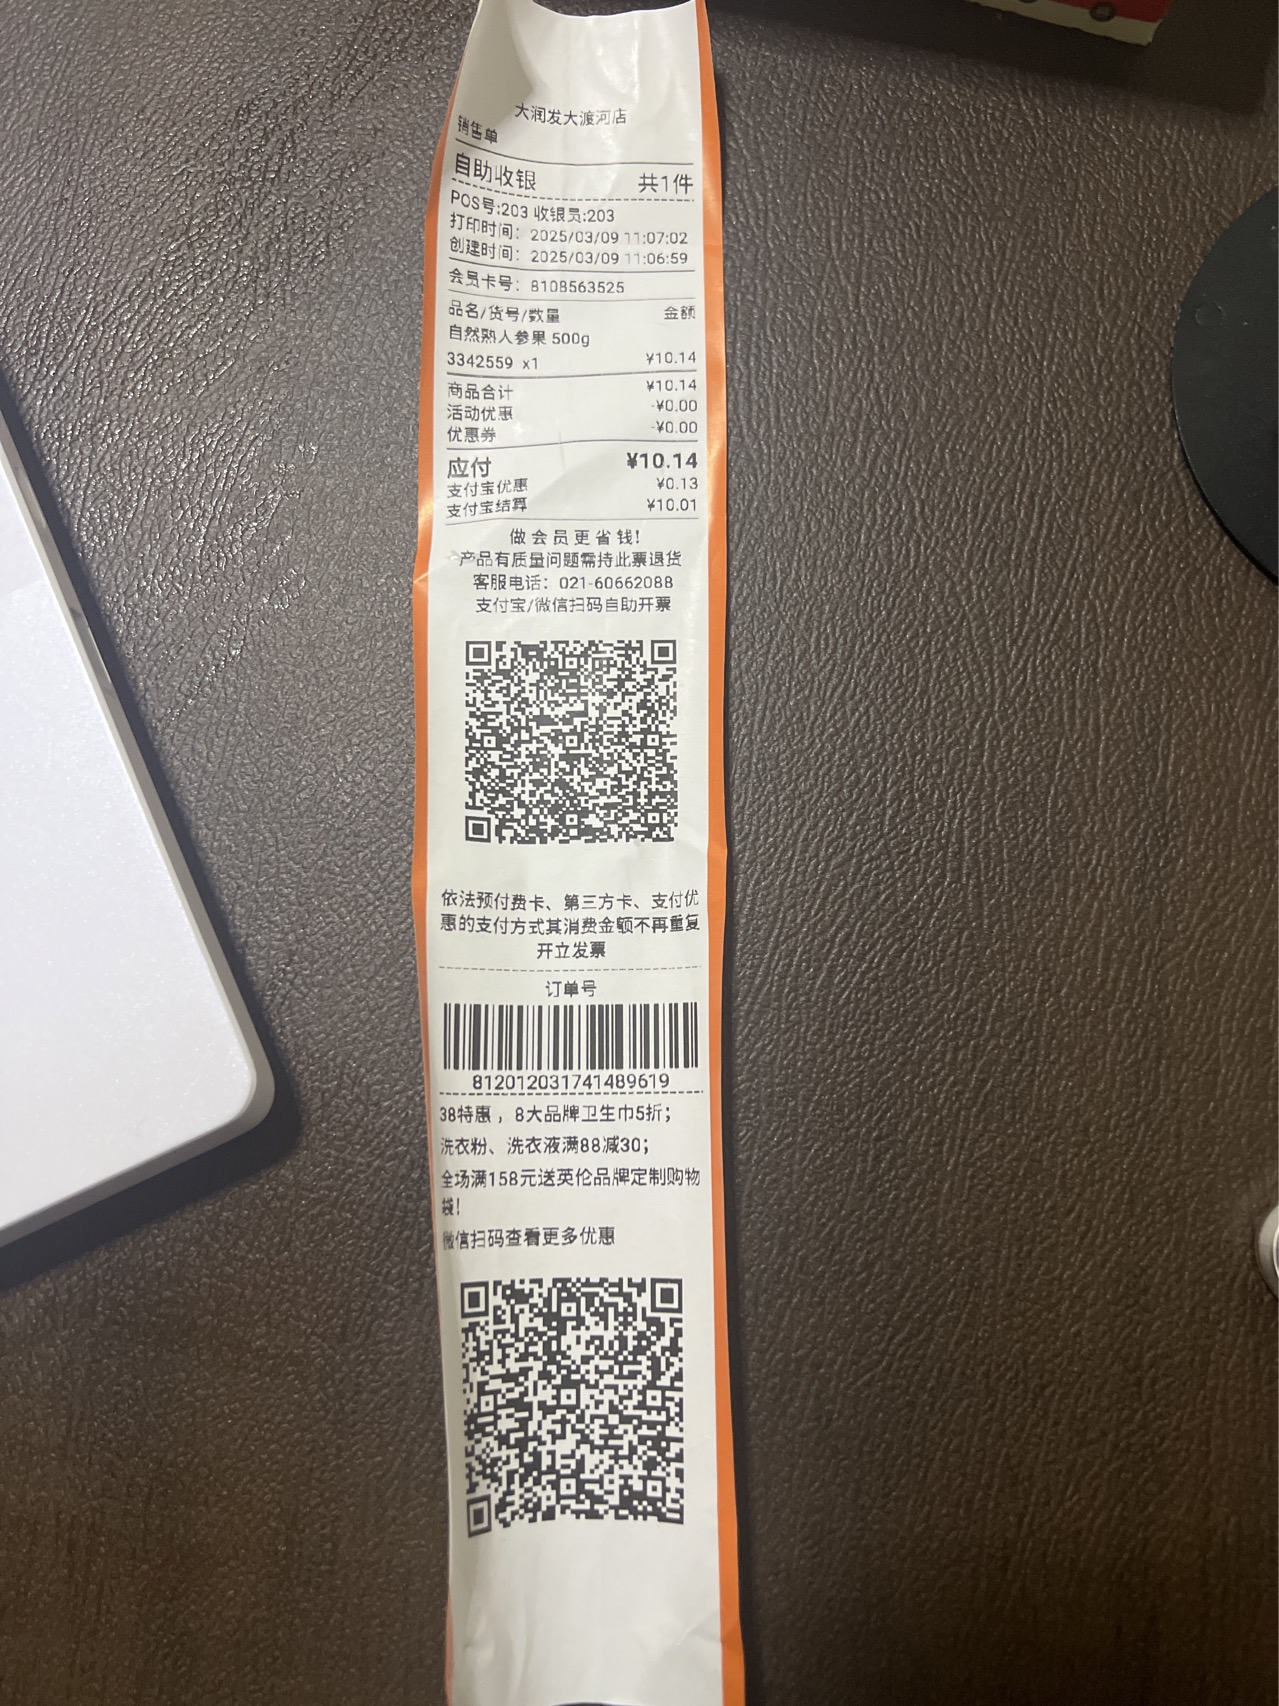 大润发大渡河店
销售单
自助收银 共1件
POS号:203 收银员:203
打印时间: 2025/03/09 11:07:02
创建时间: 2025/03/09 11:06:59
会员卡号: 8108563525
品名/货号/数量 金额
自然熟人参果 500g
3342559 x1 ¥10.14
商品合计 ¥10.14
活动优惠 -¥0.00
优惠券 -¥0.00
应付 ¥10.14
支付宝优惠 ¥0.13
支付宝结算 ¥10.01
做会员更省钱!
产品有质量问题需持此票退货
客服电话: 021-60662088
支付宝/微信扫码自助开票
依法预付费卡、第三方卡、支付优
惠的支付方式其消费金额不再重复
开立发票
订单号
812012031741489619
38特惠，8大品牌卫生巾5折;
洗衣粉、洗衣液满88减30;
全场满158元送英伦品牌定制购物
袋!
微信扫码查看更多优惠